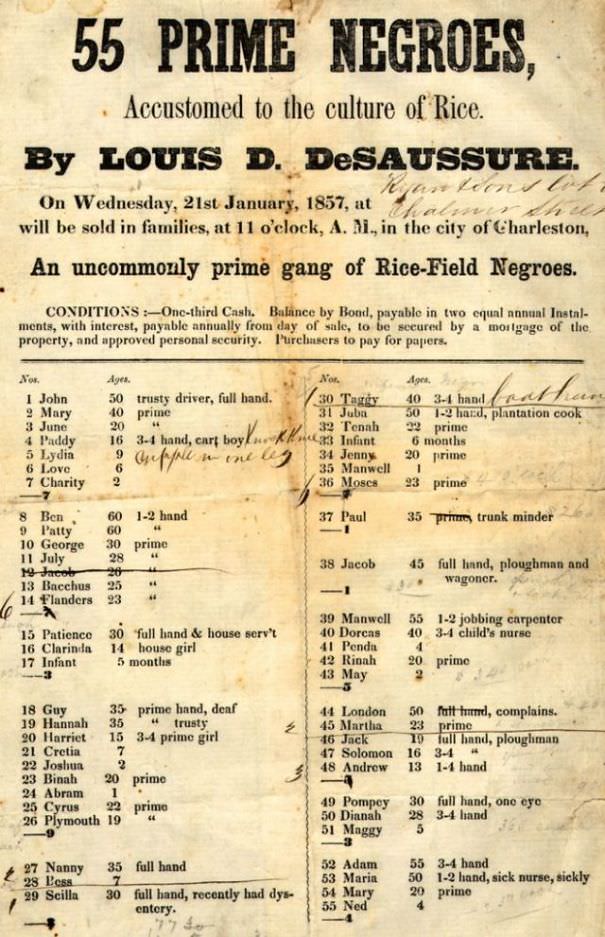 55 PRIME NEGROES,
Accustomed to the culture of Rice.
By LOUIS D. DeSAUSSURE.
Ryan & Sons Lot
On Wednesday, 21st January, 1857, at Chalmer Street
will be sold in families, at 11 o'clock, A. M., in the city of Charleston,
An uncommonly prime gang of Rice-Field Negroes.
CONDITIONS :—One-third Cash. Balance by Bond, payable in two equal annual Instal-
ments, with interest, payable annually from day of sale, to be secured by a mortgage of the
property, and approved personal security. Purchasers to pay for papers.
Nos. Ages.
1 John 50 trusty driver, full hand.
2 Mary 40 prime
3 June 20 "
4 Paddy 16 3-4 hand, cart boy
5 Lydia 9 cripple in one leg
6 Love 6
7 Charity 2
—7
8 Ben 60 1-2 hand
9 Patty 60 "
10 George 30 prime
11 July 28 "
12 Jacob 26 "
13 Bacchus 25 "
14 Flanders 23 "
6 —7
15 Patience 30 full hand & house serv't
16 Clarinda 14 house girl
17 Infant 5 months
—3
18 Guy 35 prime hand, deaf
19 Hannah 35 " trusty
20 Harriet 15 3-4 prime girl
21 Cretia 7
22 Joshua 2
23 Binah 20 prime
24 Abram 1
25 Cyrus 22 prime
26 Plymouth 19 "
—9
27 Nanny 35 full hand
28 Bess 7
29 Scilla 30 full hand, recently had dys-
entery.
—3
Nos. Ages.
30 Taggy 40 3-4 hand
31 Juba 50 1-2 hand, plantation cook
32 Tenah 22 prime
33 Infant 6 months
34 Jenny 20 prime
35 Manwell 1
36 Moses 23 prime
—7
37 Paul 35 prime, trunk minder
—1
38 Jacob 45 full hand, ploughman and
wagoner.
—1
39 Manwell 55 1-2 jobbing carpenter
40 Dorcas 40 3-4 child's nurse
41 Penda 4
42 Rinah 20 prime
43 May 2
—5
44 London 50 full hand, complains.
2 45 Martha 23 prime
46 Jack 19 full hand, ploughman
47 Solomon 16 3-4 "
3 48 Andrew 13 1-4 hand
49 Pompey 30 full hand, one eye
50 Dianah 28 3-4 hand
51 Maggy 5
—3
52 Adam 55 3-4 hand
53 Maria 50 1-2 hand, sick nurse, sickly
54 Mary 20 prime
55 Ned 4
—4